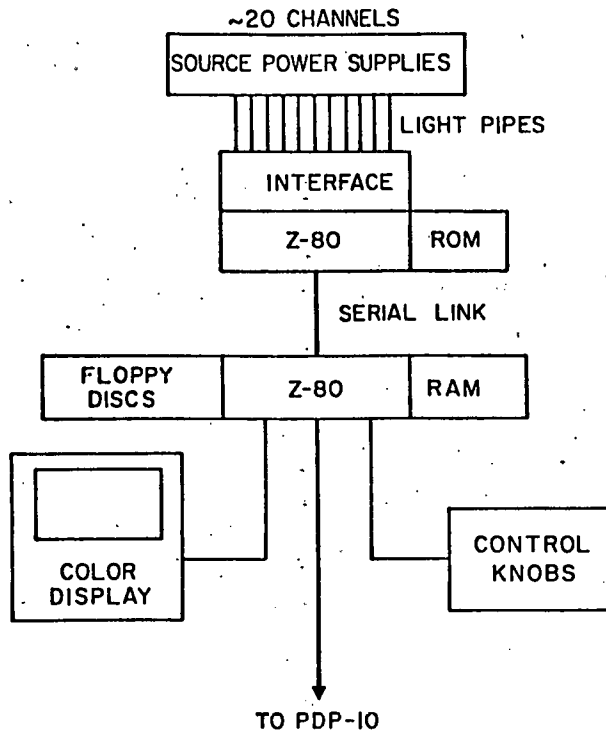 ~20 CHANNELS
SOURCE POWER SUPPLIES
LIGHT PIPES
INTERFACE
Z-80
ROM
SERIAL LINK
FLOPPY
DISCS
Z-80
RAM
COLOR
DISPLAY
CONTROL
KNOBS
TO PDP-10